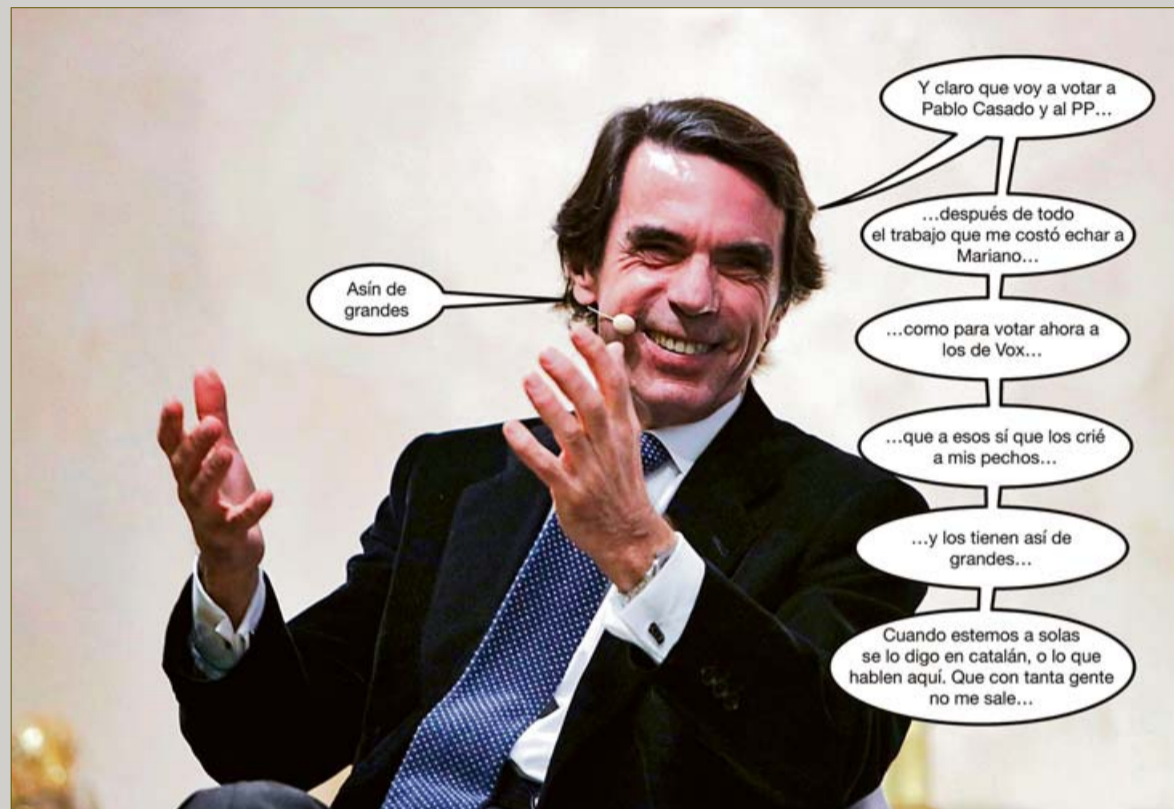 Y claro que voy a votar a
Pablo Casado y al PP…
…después de todo
el trabajo que me costó echar a
Mariano…
…como para votar ahora a
los de Vox…
…que a esos sí que los crié
a mis pechos…
…y los tienen así de
grandes…
Cuando estemos a solas
se lo digo en catalán, o lo que
hablen aquí. Que con tanta gente
no me sale…
Asín de
grandes